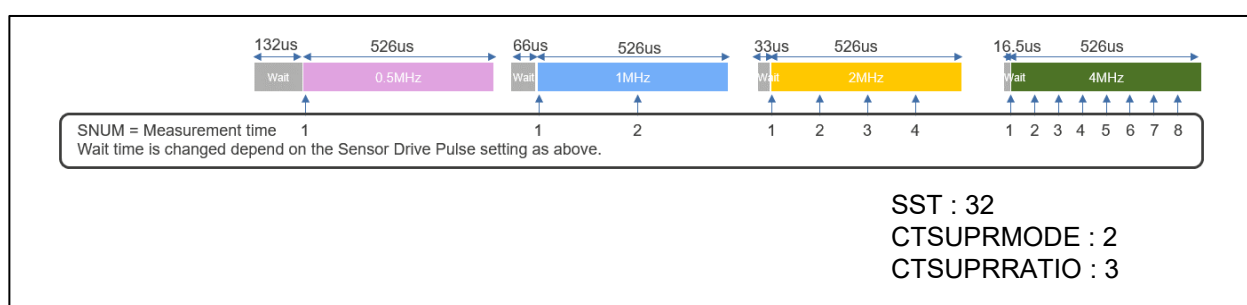 132us 526us 66us 526us 33us 526us 16.5us 526us
Wait 0.5MHz Wait 1MHz Wait 2MHz Wait 4MHz
SNUM = Measurement time 1 1 2 1 2 3 4 1 2 3 4 5 6 7 8
Wait time is changed depend on the Sensor Drive Pulse setting as above.
SST : 32
CTSUPRMODE : 2
CTSUPRRATIO : 3